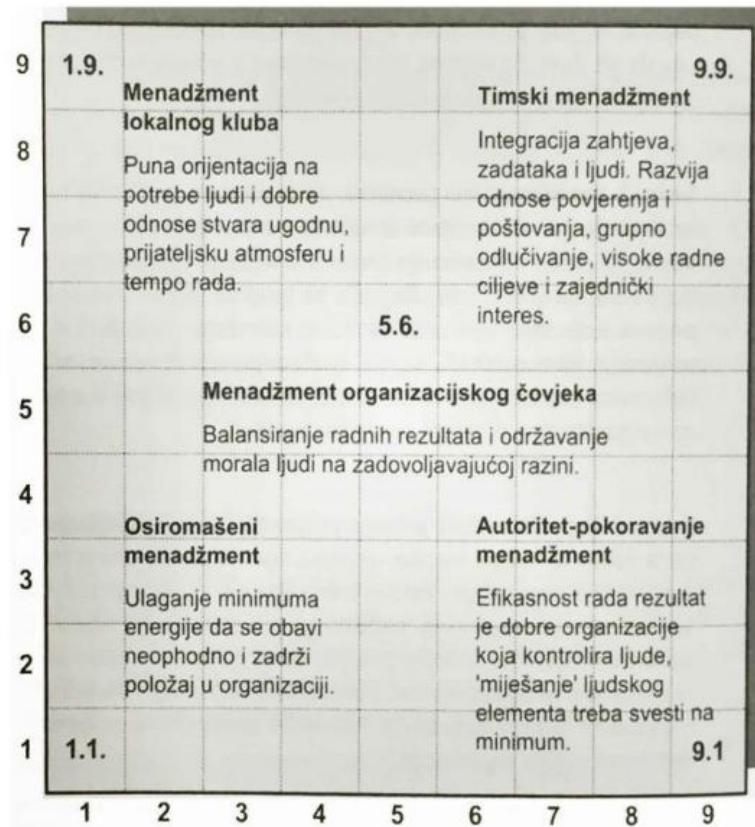 9
1.9.
9.9.
Menadžment
lokalnog kluba
Puna orijentacija na
potrebe ljudi i dobre
odnose stvara ugodnu,
prijateljsku atmosferu i
tempo rada.
Timski menadžment
Integracija zahtjeva,
zadataka i ljudi. Razvija
odnose povjerenja i
poštovanja, grupno
odlučivanje, visoke radne
ciljeve i zajednički
interes.
8
7
6
5.6.
5
Menadžment organizacijskog čovjeka
Balansiranje radnih rezultata i održavanje
morala ljudi na zadovoljavajućoj razini.
4
Osiromašeni
menadžment
Ulaganje minimuma
energije da se obavi
neophodno i zadrži
položaj u organizaciji.
Autoritet-pokoravanje
menadžment
Efikasnost rada rezultat
je dobre organizacije
koja kontrolira ljude,
'miješanje' ljudskog
elementa treba svesti na
minimum.
3
2
1
1.1.
9.1
1 2 3 4 5 6 7 8 9